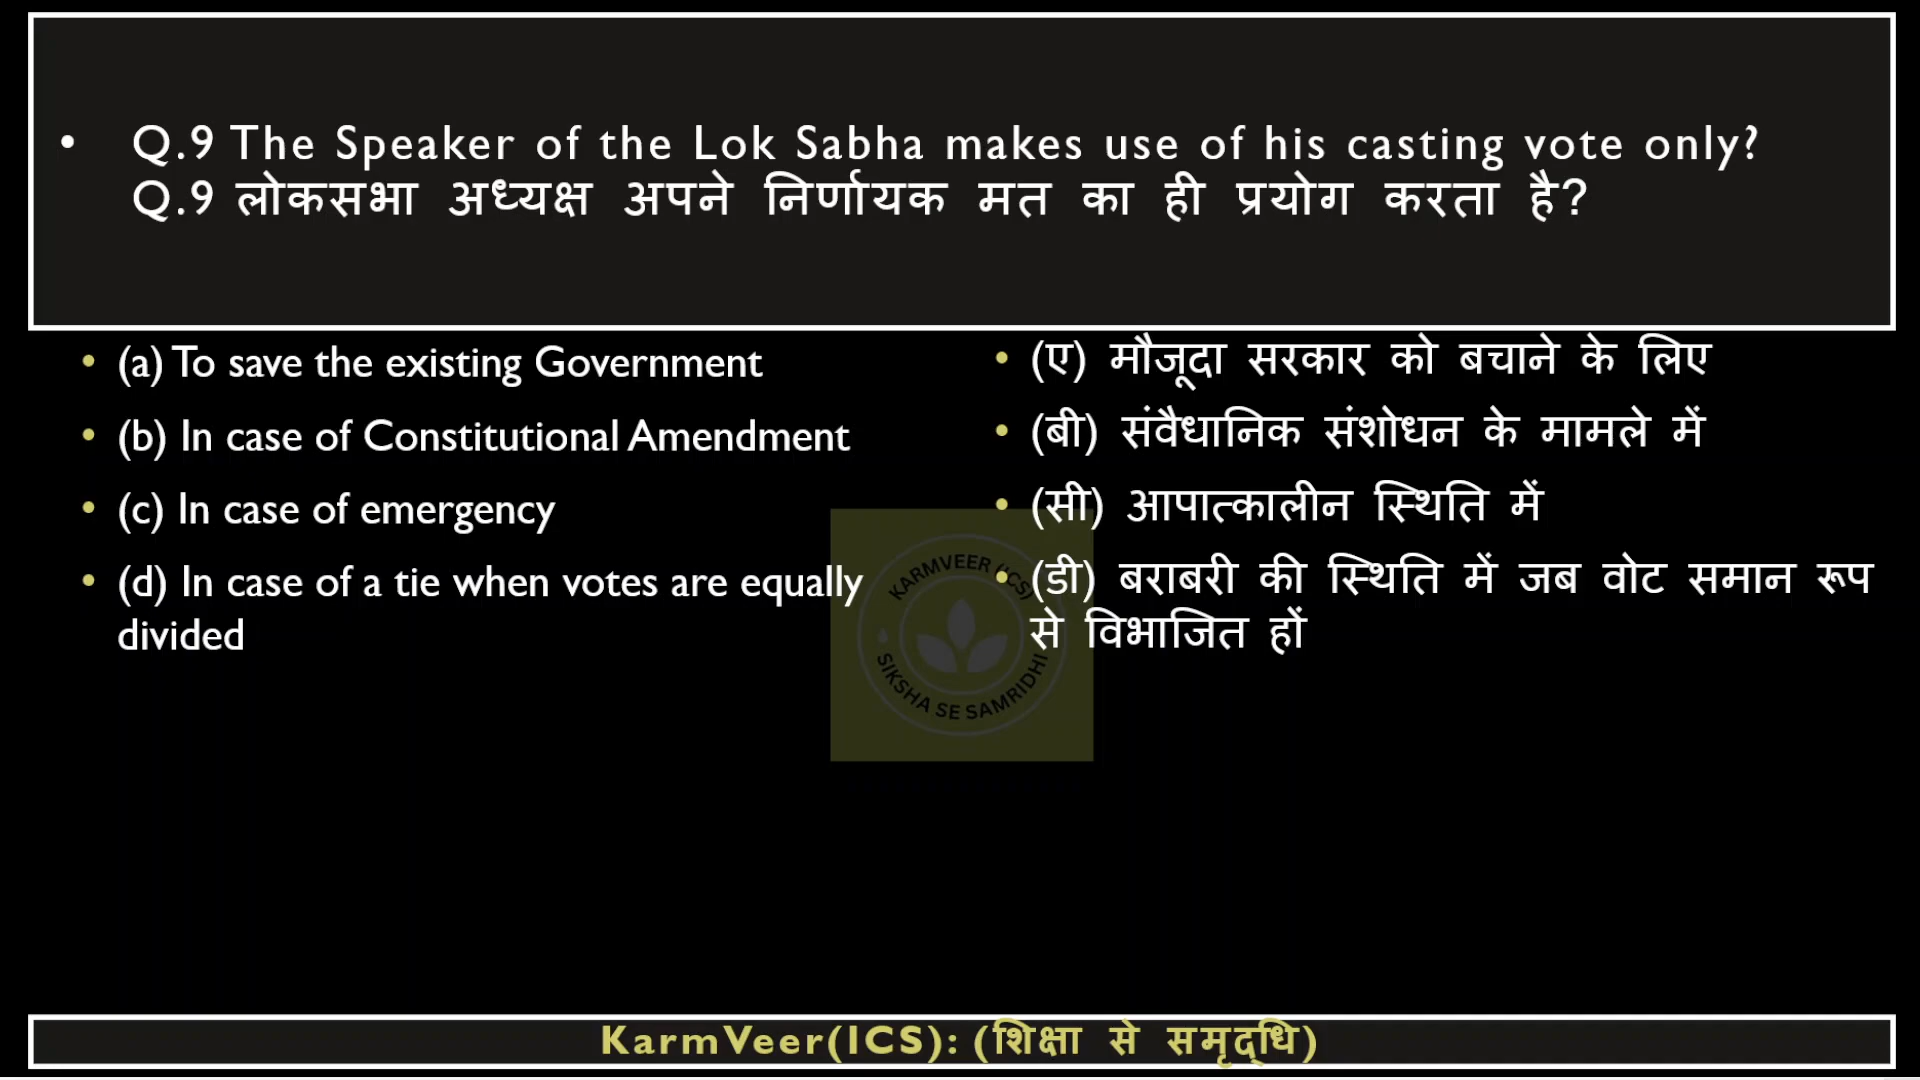 • Q.9 The Speaker of the Lok Sabha makes use of his casting vote only?
Q.9 लोकसभा अध्यक्ष अपने निर्णायक मत का ही प्रयोग करता है?
• (a) To save the existing Government
• (b) In case of Constitutional Amendment
• (c) In case of emergency
• (d) In case of a tie when votes are equally
divided
• (ए) मौजूदा सरकार को बचाने के लिए
• (बी) संवैधानिक संशोधन के मामले में
• (सी) आपात्कालीन स्थिति में
• (डी) बराबरी की स्थिति में जब वोट समान रूप
से विभाजित हों
KARMVEER (ICS)
SIKSHA SE SAMRIDHI
KarmVeer(ICS): (शिक्षा से समृद्धि)